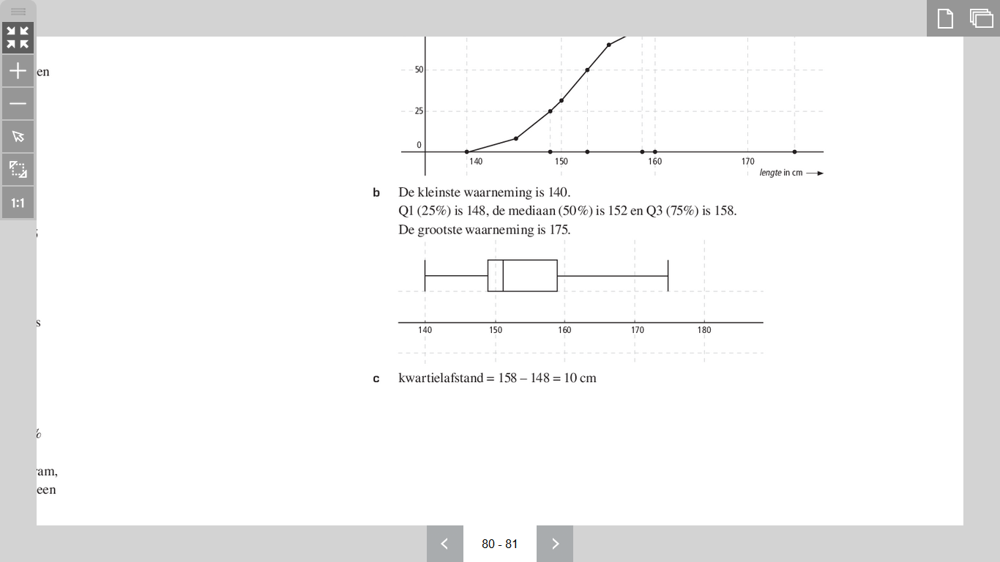 1:1
en
s
%
ram,
een
50
25
0
140 150 160 170
lengte in cm
b De kleinste waarneming is 140.
Q1 (25%) is 148, de mediaan (50%) is 152 en Q3 (75%) is 158.
De grootste waarneming is 175.
140 150 160 170 180
c kwartielafstand = 158 – 148 = 10 cm
80 - 81